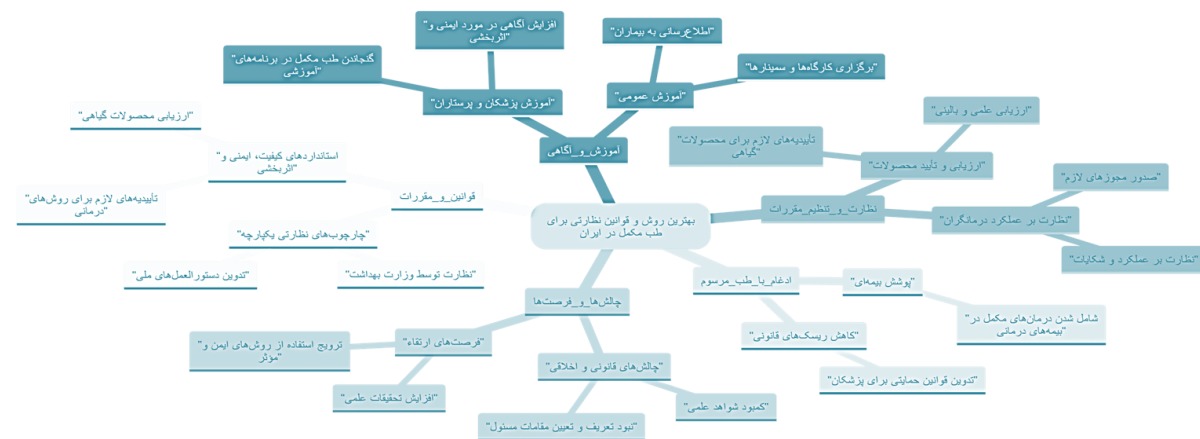 بهترین روش و قوانین نظارتی برای
طب مکمل در ایران
آموزش_و_آگاهی
"آموزش عمومی"
"اطلاع‌رسانی به بیماران"
"برگزاری کارگاه‌ها و سمینارها"
"آموزش پزشکان و پرستاران"
افزایش آگاهی در مورد ایمنی و"
"اثربخشی
گنجاندن طب مکمل در برنامه‌های"
"آموزشی
نظارت_و_تنظیم_مقررات
"ارزیابی و تأیید محصولات"
"ارزیابی علمی و بالینی"
تأییدیه‌های لازم برای محصولات"
"گیاهی
"نظارت بر عملکرد درمانگران"
"صدور مجوزهای لازم"
"نظارت بر عملکرد و شکایات"
ادغام_با_طب_مرسوم
"پوشش بیمه‌ای"
شامل شدن درمان‌های مکمل در"
"بیمه‌های درمانی
"کاهش ریسک‌های قانونی"
"تدوین قوانین حمایتی برای پزشکان"
چالش‌ها_و_فرصت‌ها
"چالش‌های قانونی و اخلاقی"
"کمبود شواهد علمی"
"نبود تعریف و تعیین مقامات مسئول"
"فرصت‌های ارتقاء"
ترویج استفاده از روش‌های ایمن و"
"مؤثر
"افزایش تحقیقات علمی"
قوانین_و_مقررات
استانداردهای کیفیت، ایمنی و"
"اثربخشی
"ارزیابی محصولات گیاهی"
تأییدیه‌های لازم برای روش‌های"
"درمانی
"چارچوب‌های نظارتی یکپارچه"
"نظارت توسط وزارت بهداشت"
"تدوین دستورالعمل‌های ملی"